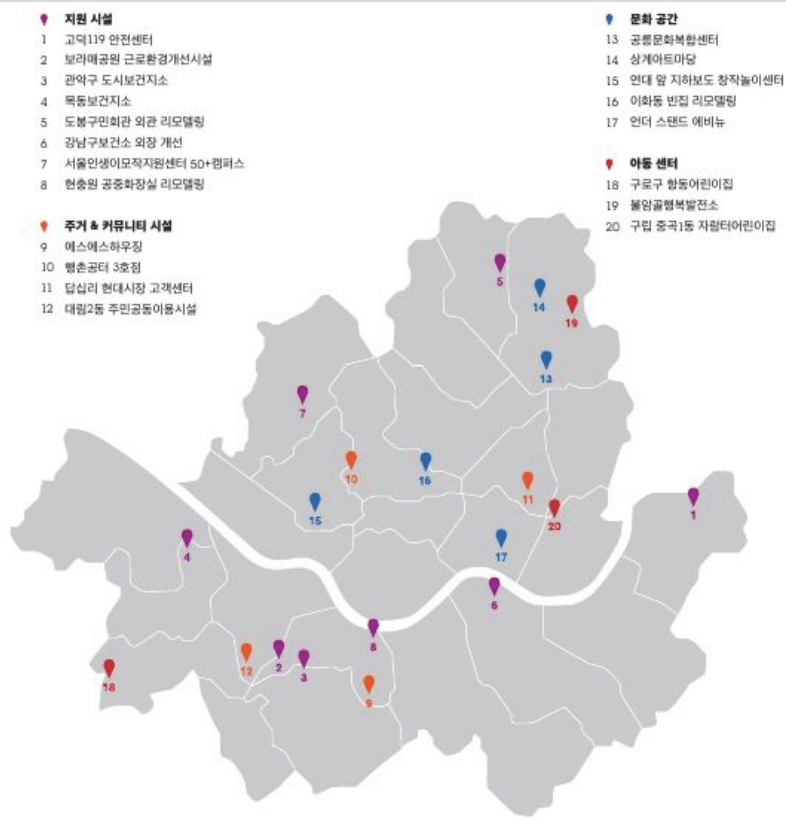 지원 시설
1 고덕119 안전센터
2 보라매공원 근로환경개선시설
3 관악구 도시보건지소
4 목동보건지소
5 도봉구민회관 외관 리모델링
6 강남구보건소 외장 개선
7 서울인생이모작지원센터 50+캠퍼스
8 현충원 공중화장실 리모델링
주거 & 커뮤니티 시설
9 에스에스하우징
10 행촌공터 3호점
11 답십리 현대시장 고객센터
12 대림2동 주민공동이용시설
문화 공간
13 공릉문화복합센터
14 상계아트마당
15 연대 앞 지하보도 창작놀이센터
16 이화동 빈집 리모델링
17 언더 스탠드 에비뉴
아동 센터
18 구로구 항동어린이집
19 불암골행복발전소
20 구립 중곡1동 자람터어린이집
5
14
19
13
7
10
16
11
15
20
1
4
17
6
8
12
2
3
18
9